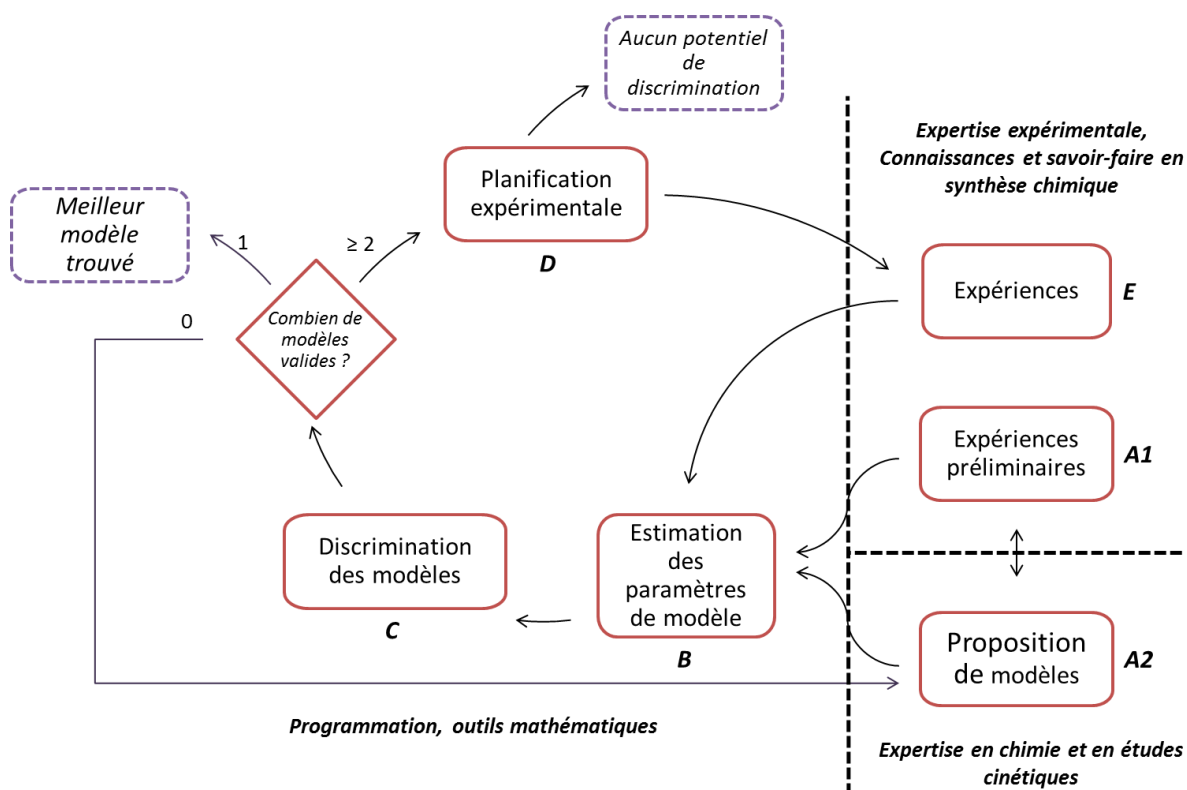 Aucun potentiel
de
discrimination
Expertise expérimentale,
Connaissances et savoir-faire en
synthèse chimique
Planification
expérimentale
D
Meilleur
modèle
trouvé
1
≥ 2
0
Combien de
modèles
valides ?
Expériences
E
Expériences
préliminaires
A1
Discrimination
des modèles
C
Estimation
des
paramètres
de modèle
B
Proposition
de modèles
A2
Programmation, outils mathématiques
Expertise en chimie et en études
cinétiques